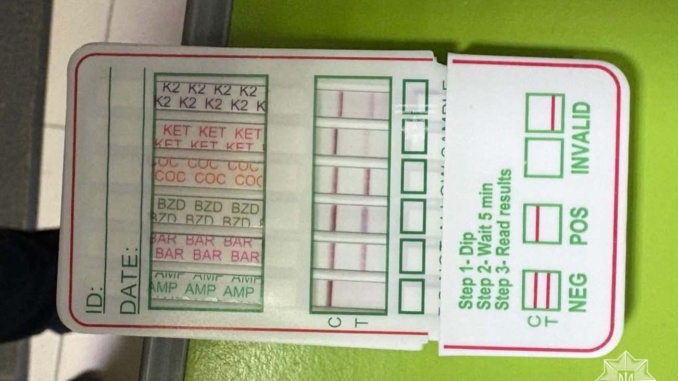 K2 K2 K2 K2
K2 K2 K2 K2 K
KET KET KET
KET KET KET
COC COC COC
COC COC COC
BZD BZD BZD
BZD BZD BZD
BAR BAR BAR
BAR BAR BAR
AMP AMP AMP
AMP AMP AMP
ID:
DATE:
C
T
Step 1- Dip
Step 2- Wait 5 min
Step 3- Read results
C
T
NEG POS INVALID